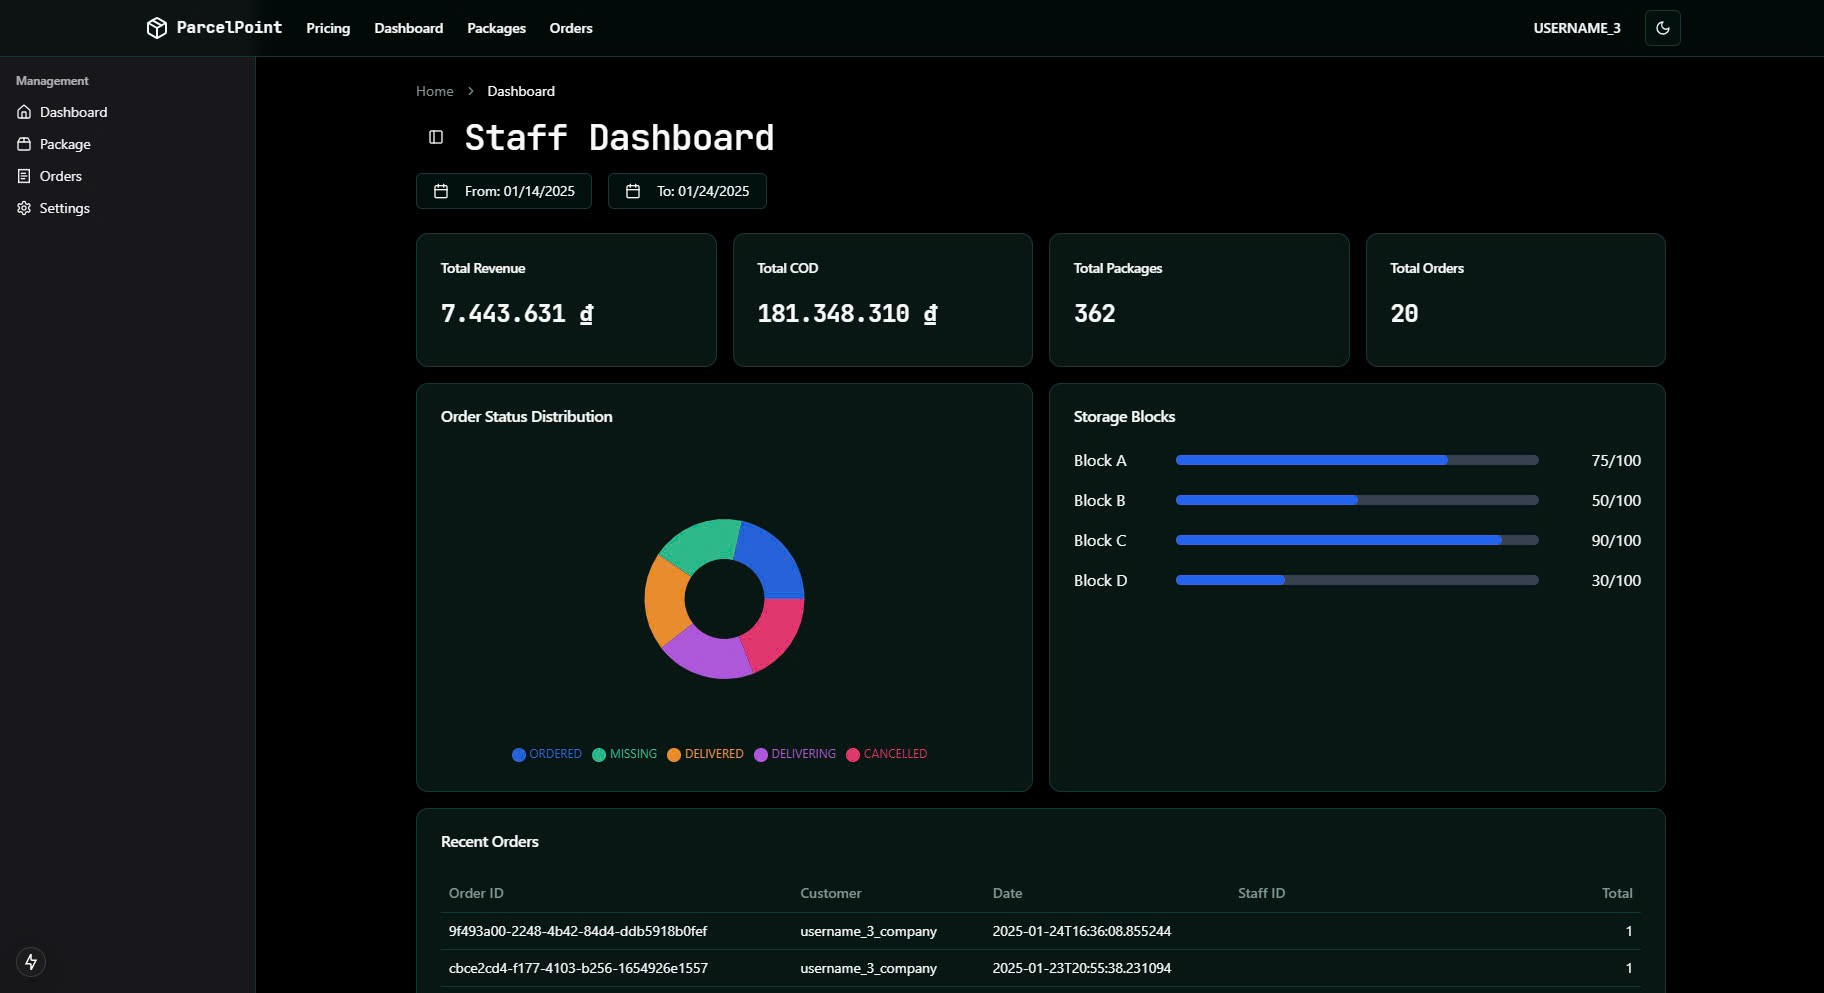 ParcelPoint Pricing Dashboard Packages Orders USERNAME_3
Management
Dashboard
Package
Orders
Settings
Home > Dashboard
Staff Dashboard
From: 01/14/2025 To: 01/24/2025
Total Revenue
7.443.631 ₫
Total COD
181.348.310 ₫
Total Packages
362
Total Orders
20
Order Status Distribution
ORDERED MISSING DELIVERED DELIVERING CANCELLED
Storage Blocks
Block A 75/100
Block B 50/100
Block C 90/100
Block D 30/100
Recent Orders
Order ID Customer Date Staff ID Total
9f493a00-2248-4b42-84d4-ddb5918b0fef username_3_company 2025-01-24T16:36:08.855244 1
cbce2cd4-f177-4103-b256-1654926e1557 username_3_company 2025-01-23T20:55:38.231094 1